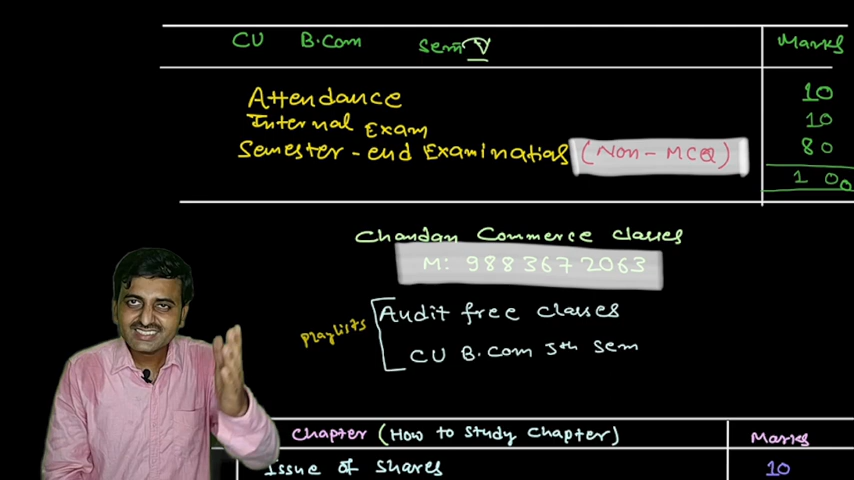 CU B.Com Sem V Marks
Attendance 10
Internal Exam 10
Semester-end Examinations (Non-MCQ) 80
100
Chandan Commerce Classes
M: 9883672063
playlists
Audit free classes
CU B.Com 5th Sem
Chapter (How to study Chapter) Marks
Issue of shares 10